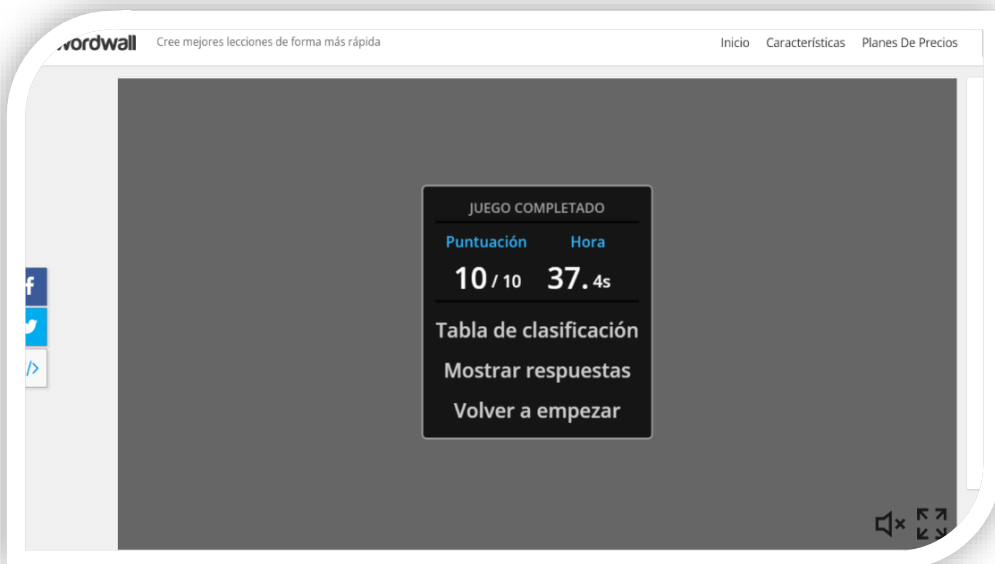 wordwall Cree mejores lecciones de forma más rápida Inicio Características Planes De Precios
JUEGO COMPLETADO
Puntuación Hora
10 / 10 37. 4s
Tabla de clasificación
Mostrar respuestas
Volver a empezar